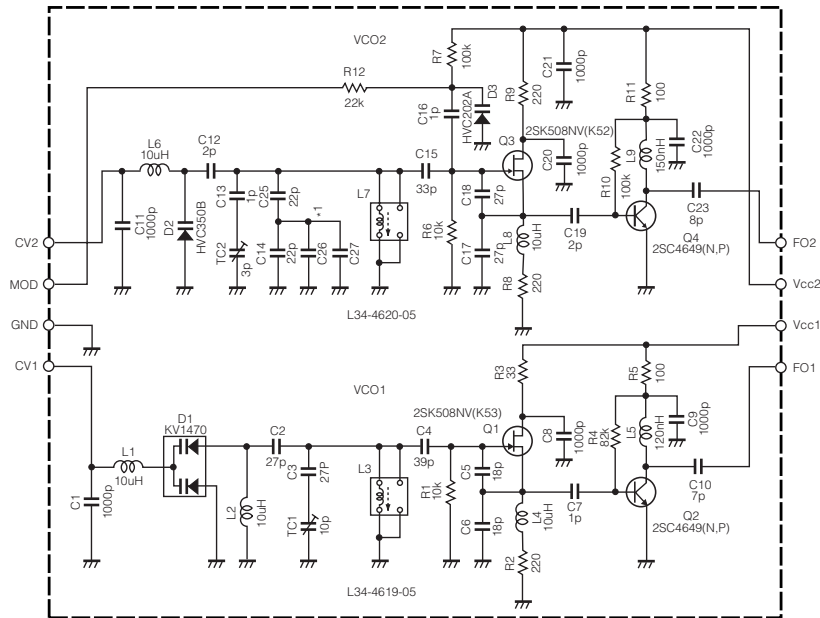 VCO2
R7
100k
R12
22k
C16
1p
D3
HVC202A
R9
220
C21
1000p
R11
100
2SK508NV(K52)
Q3
C20
1000p
L6
10uH
C12
2p
C11
1000p
D2
HVC350B
C13
1p
C25
22p
*1
TC2
3p
C14
22p
C26
C27
L7
C15
33p
C18
27p
R6
10k
C17
27p
L8
10uH
R8
220
C19
2p
R10
100k
L9
150nH
C22
1000p
C23
8p
Q4
2SC4649(N,P)
L34-4620-05
CV2
MOD
GND
CV1
FO2
Vcc2
Vcc1
FO1
VCO1
R3
33
R5
100
2SK508NV(K53)
Q1
C8
1000p
R4
82k
L5
120nH
C9
1000p
D1
KV1470
L1
10uH
C1
1000p
C2
27p
L2
10uH
C3
27P
TC1
10p
L3
C4
39p
R1
10k
C5
18p
C6
18p
L4
10uH
R2
220
C7
1p
C10
7p
Q2
2SC4649(N,P)
L34-4619-05